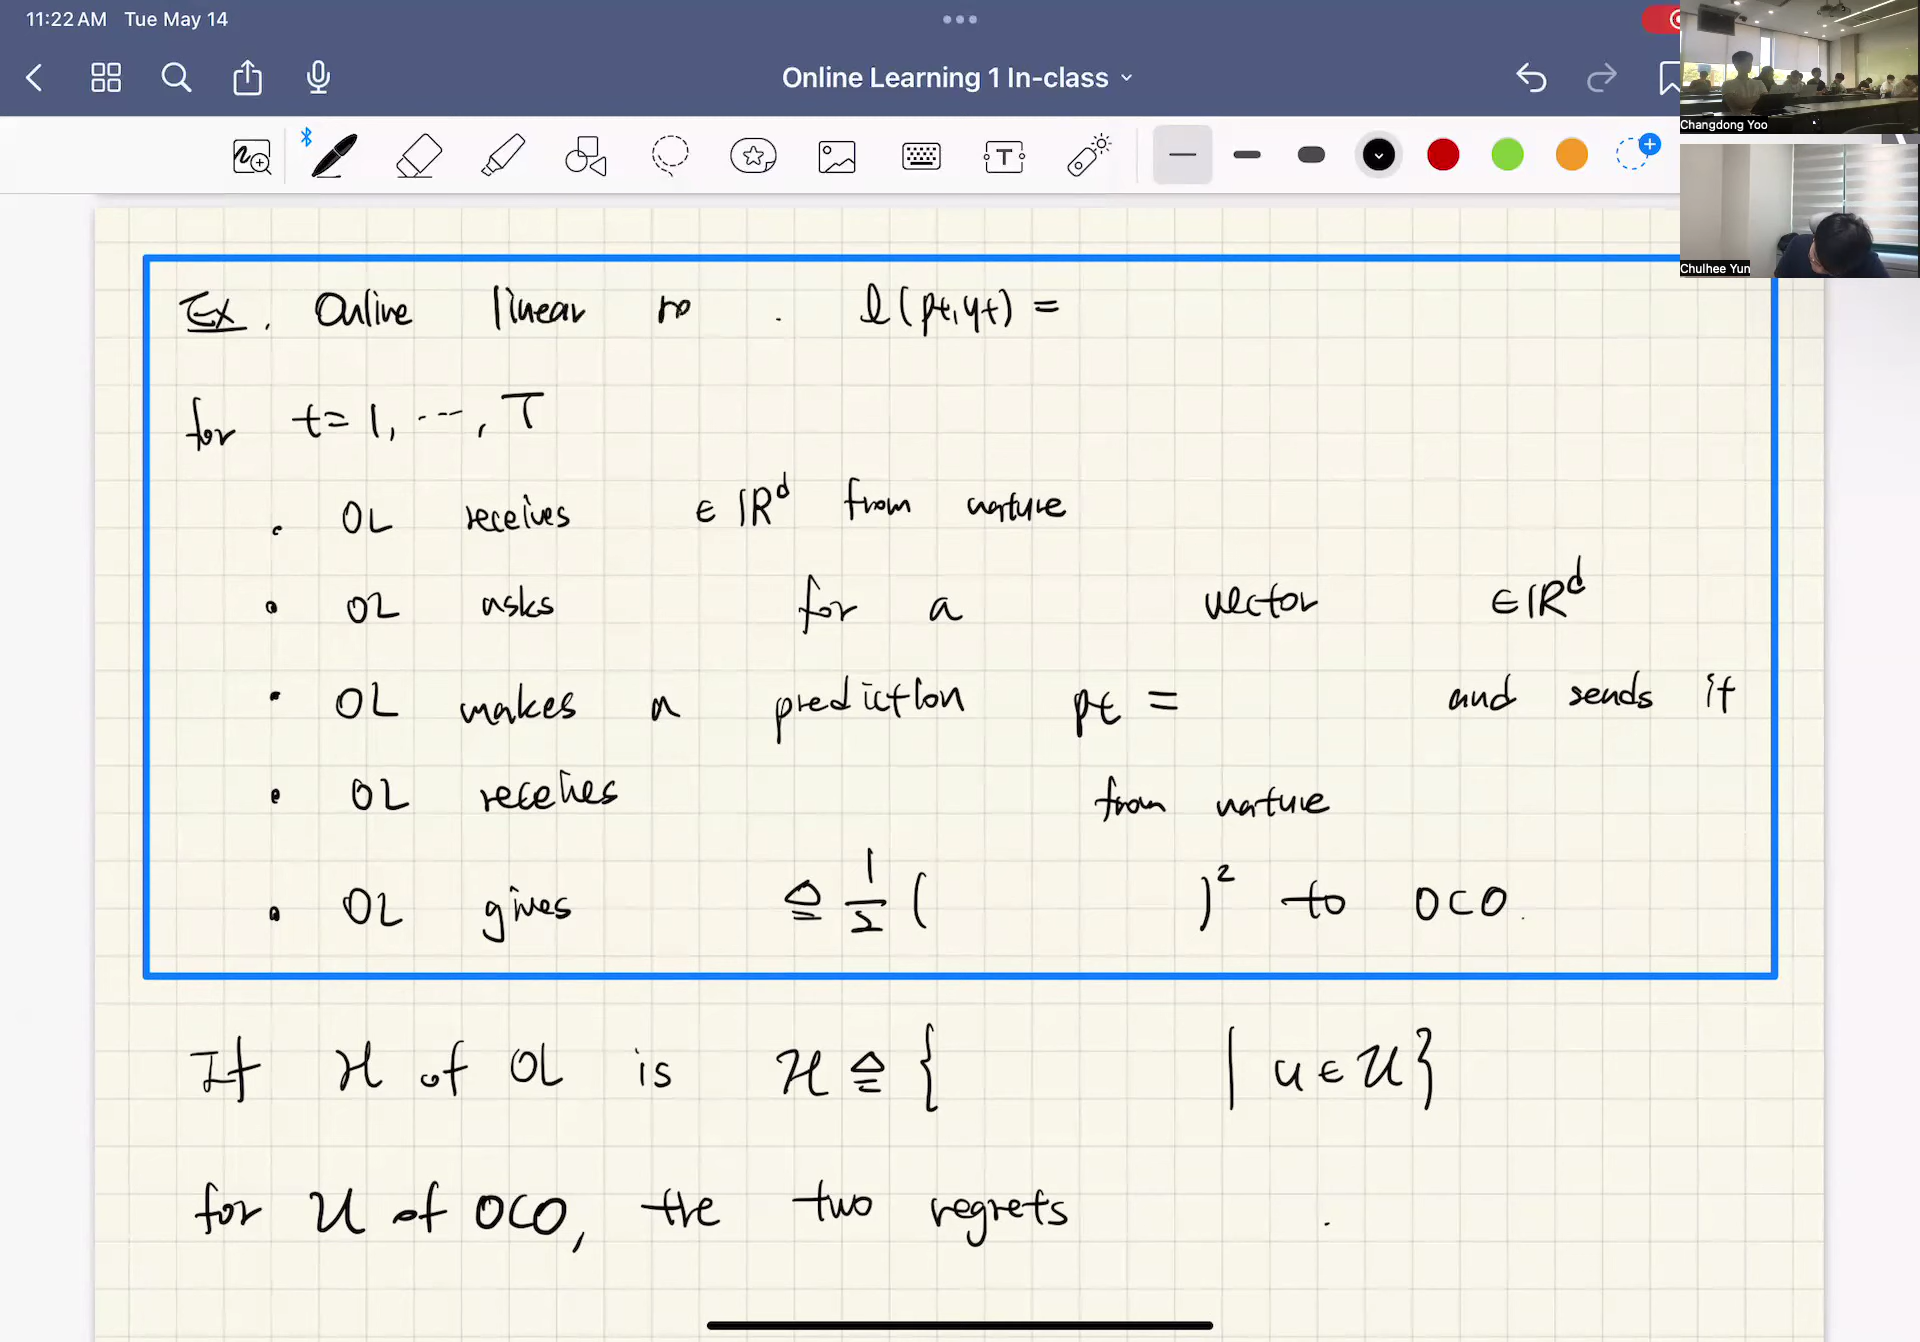 11:22 AM Tue May 14
Online Learning 1 In-class
Changdong Yoo
Chulhee Yun
Ex. Online linear re . l(pt, yt) =
for t = 1, ..., T
• OL receives ∈ ℝ^d from nature
• OL asks for a vector ∈ ℝ^d
• OL makes a prediction pt = and sends it
• OL receives from nature
• OL gives ≜ 1/2 ( )² to OCO.
If H of OL is H ≜ { | u ∈ U}
for U of OCO, the two regrets .